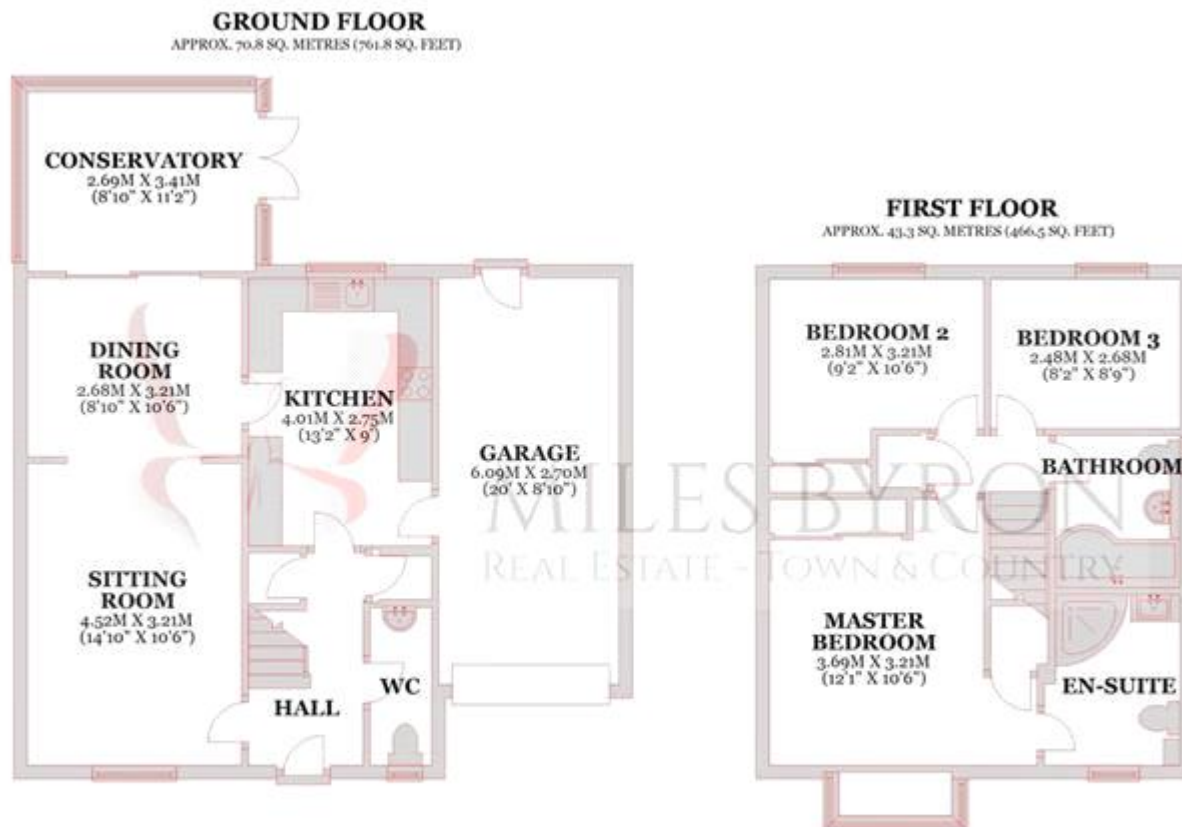 GROUND FLOOR
APPROX. 70.8 SQ. METRES (761.8 SQ. FEET)
CONSERVATORY
2.69M X 3.41M
(8'10" X 11'2")
DINING
ROOM
2.68M X 3.21M
(8'10" X 10'6")
KITCHEN
4.01M X 2.75M
(13'2" X 9')
GARAGE
6.09M X 2.70M
(20' X 8'10")
SITTING
ROOM
4.52M X 3.21M
(14'10" X 10'6")
HALL
WC
FIRST FLOOR
APPROX. 43.3 SQ. METRES (466.5 SQ. FEET)
BEDROOM 2
2.81M X 3.21M
(9'2" X 10'6")
BEDROOM 3
2.48M X 2.68M
(8'2" X 8'9")
BATHROOM
MASTER
BEDROOM
3.69M X 3.21M
(12'1" X 10'6")
EN-SUITE
MILES BYRON
REAL ESTATE - TOWN & COUNTRY